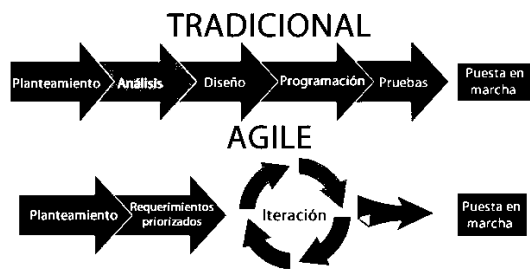 TRADICIONAL
Planteamiento Análisis Diseño Programación Pruebas
Puesta en
marcha
AGILE
Planteamiento
Requerimientos
priorizados
Iteración
Puesta en
marcha